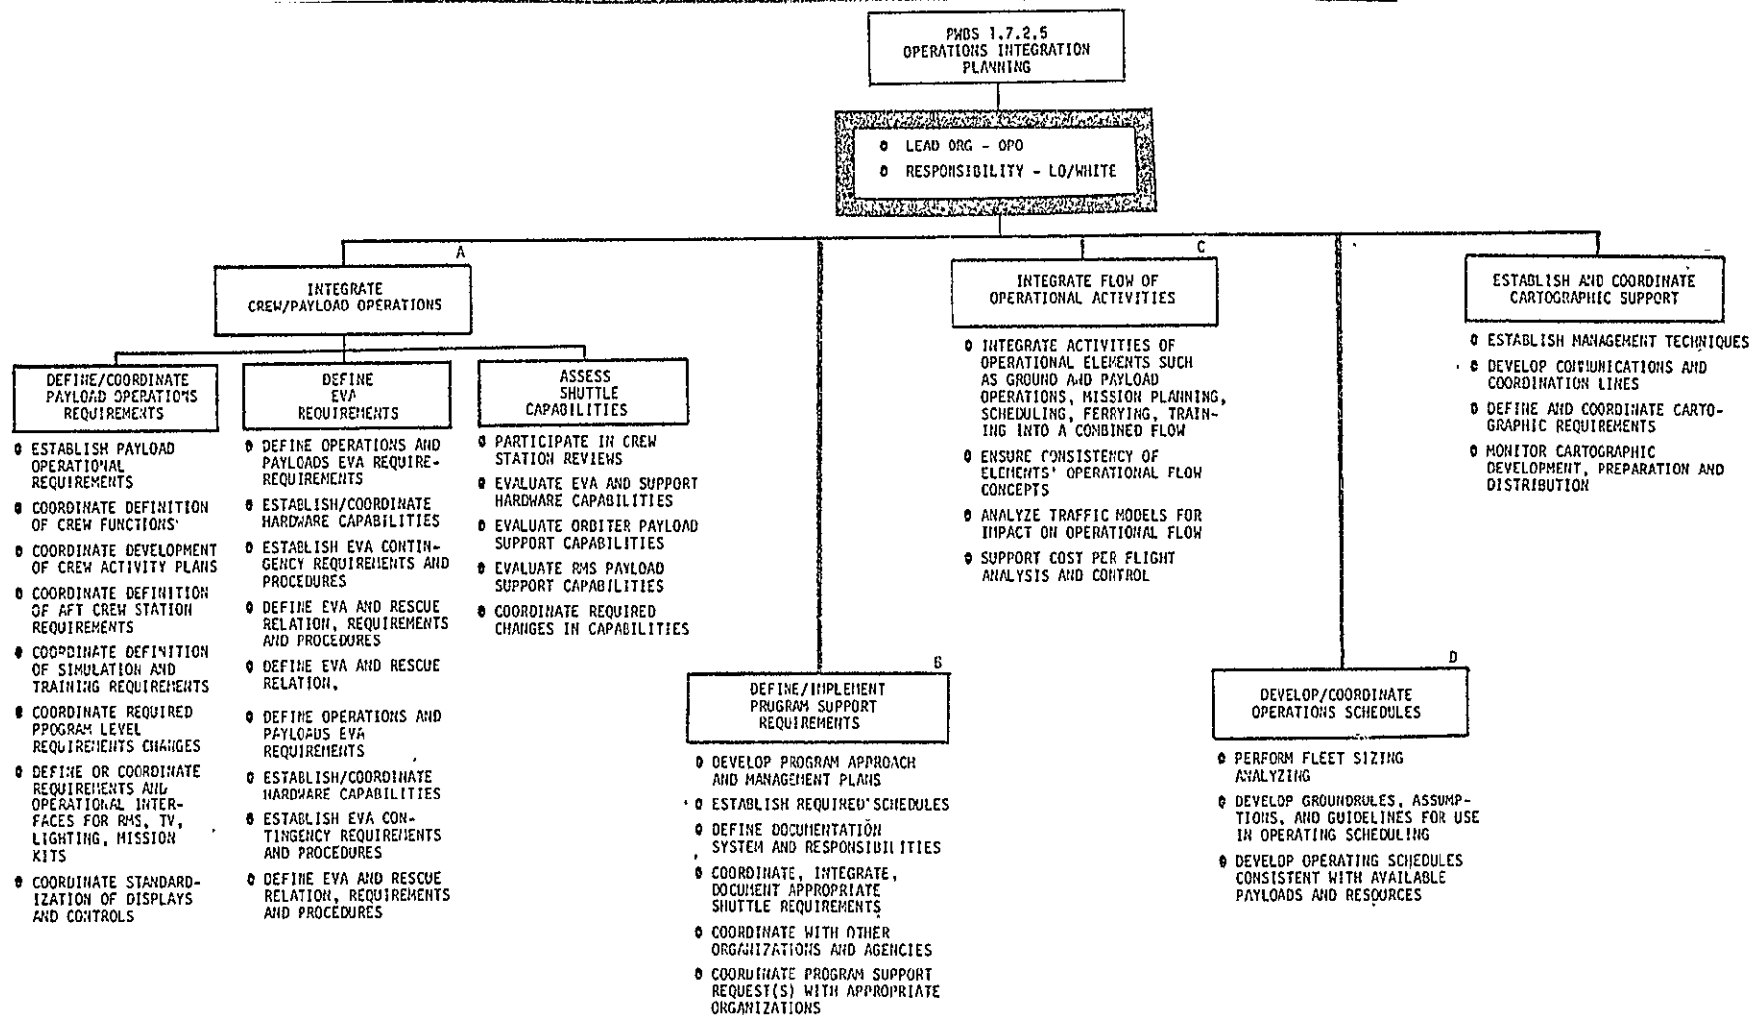 PWBS 1.7.2.5
OPERATIONS INTEGRATION
PLANNING
LEAD ORG - OPO
RESPONSIBILITY - LO/WHITE
A
INTEGRATE
CREW/PAYLOAD OPERATIONS
DEFINE/COORDINATE
PAYLOAD OPERATIONS
REQUIREMENTS
ESTABLISH PAYLOAD
OPERATIONAL
REQUIREMENTS
COORDINATE DEFINITION
OF CREW FUNCTIONS
COORDINATE DEVELOPMENT
OF CREW ACTIVITY PLANS
COORDINATE DEFINITION
OF AFT CREW STATION
REQUIREMENTS
COORDINATE DEFINITION
OF SIMULATION AND
TRAINING REQUIREMENTS
COORDINATE REQUIRED
PROGRAM LEVEL
REQUIREMENTS CHANGES
DEFINE OR COORDINATE
REQUIREMENTS AND
OPERATIONAL INTER-
FACES FOR RMS, TV,
LIGHTING, MISSION
KITS
COORDINATE STANDARD-
IZATION OF DISPLAYS
AND CONTROLS
DEFINE
EVA
REQUIREMENTS
DEFINE OPERATIONS AND
PAYLOADS EVA REQUIRE-
REQUIREMENTS
ESTABLISH/COORDINATE
HARDWARE CAPABILITIES
ESTABLISH EVA CONTIN-
GENCY REQUIREMENTS AND
PROCEDURES
DEFINE EVA AND RESCUE
RELATION, REQUIREMENTS
AND PROCEDURES
DEFINE EVA AND RESCUE
RELATION,
DEFINE OPERATIONS AND
PAYLOADS EVA
REQUIREMENTS
ESTABLISH/COORDINATE
HARDWARE CAPABILITIES
ESTABLISH EVA CON-
TINGENCY REQUIREMENTS
AND PROCEDURES
DEFINE EVA AND RESCUE
RELATION, REQUIREMENTS
AND PROCEDURES
ASSESS
SHUTTLE
CAPABILITIES
PARTICIPATE IN CREW
STATION REVIEWS
EVALUATE EVA AND SUPPORT
HARDWARE CAPABILITIES
EVALUATE ORBITER PAYLOAD
SUPPORT CAPABILITIES
EVALUATE RMS PAYLOAD
SUPPORT CAPABILITIES
COORDINATE REQUIRED
CHANGES IN CAPABILITIES
B
DEFINE/IMPLEMENT
PROGRAM SUPPORT
REQUIREMENTS
DEVELOP PROGRAM APPROACH
AND MANAGEMENT PLANS
ESTABLISH REQUIRED SCHEDULES
DEFINE DOCUMENTATION
SYSTEM AND RESPONSIBILITIES
COORDINATE, INTEGRATE,
DOCUMENT APPROPRIATE
SHUTTLE REQUIREMENTS
COORDINATE WITH OTHER
ORGANIZATIONS AND AGENCIES
COORDINATE PROGRAM SUPPORT
REQUEST(S) WITH APPROPRIATE
ORGANIZATIONS
C
INTEGRATE FLOW OF
OPERATIONAL ACTIVITIES
INTEGRATE ACTIVITIES OF
OPERATIONAL ELEMENTS SUCH
AS GROUND AND PAYLOAD
OPERATIONS, MISSION PLANNING,
SCHEDULING, FERRYING, TRAIN-
ING INTO A COMBINED FLOW
ENSURE CONSISTENCY OF
ELEMENTS' OPERATIONAL FLOW
CONCEPTS
ANALYZE TRAFFIC MODELS FOR
IMPACT ON OPERATIONAL FLOW
SUPPORT COST PER FLIGHT
ANALYSIS AND CONTROL
D
DEVELOP/COORDINATE
OPERATIONS SCHEDULES
PERFORM FLEET SIZING
ANALYZING
DEVELOP GROUNDRULES, ASSUMP-
TIONS, AND GUIDELINES FOR USE
IN OPERATING SCHEDULING
DEVELOP OPERATING SCHEDULES
CONSISTENT WITH AVAILABLE
PAYLOADS AND RESOURCES
ESTABLISH AND COORDINATE
CARTOGRAPHIC SUPPORT
ESTABLISH MANAGEMENT TECHNIQUES
DEVELOP COMMUNICATIONS AND
COORDINATION LINES
DEFINE AND COORDINATE CARTO-
GRAPHIC REQUIREMENTS
MONITOR CARTOGRAPHIC
DEVELOPMENT, PREPARATION AND
DISTRIBUTION